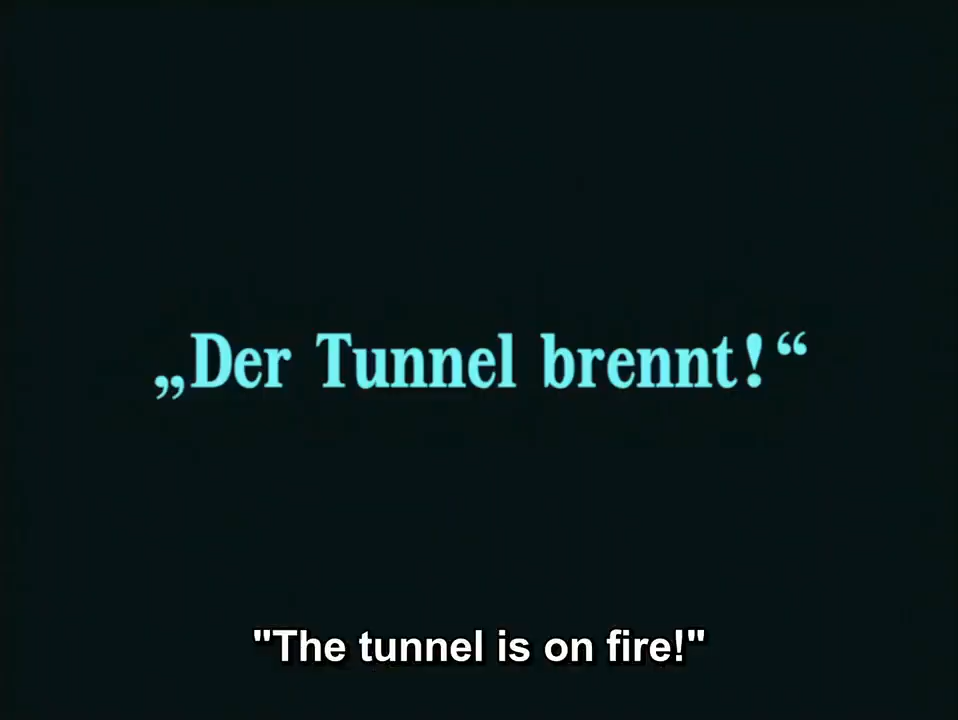 „Der Tunnel brennt!“
"The tunnel is on fire!"